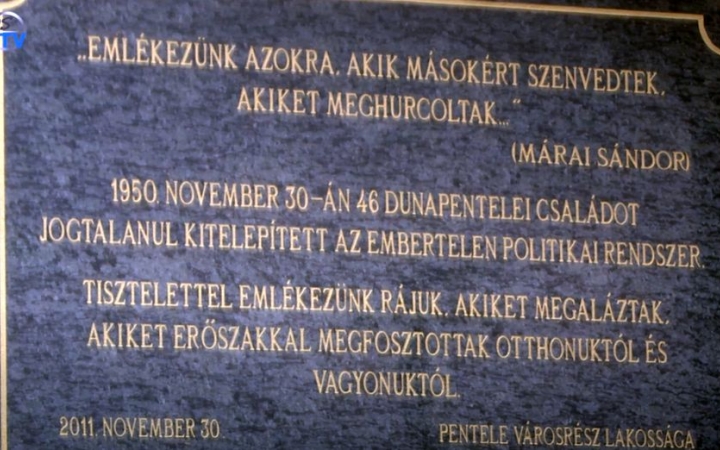 TV
„EMLÉKEZÜNK AZOKRA, AKIK MÁSOKÉRT SZENVEDTEK,
AKIKET MEGHURCOLTAK..."
(MÁRAI SÁNDOR)
1950. NOVEMBER 30-ÁN 46 DUNAPENTELEI CSALÁDOT
JOGTALANUL KITELEPÍTETT AZ EMBERTELEN POLITIKAI RENDSZER.
TISZTELETTEL EMLÉKEZÜNK RÁJUK, AKIKET MEGALÁZTAK,
AKIKET ERŐSZAKKAL MEGFOSZTOTTAK OTTHONUKTÓL ÉS
VAGYONUKTÓL.
2011. NOVEMBER 30.
PENTELE VÁROSRÉSZ LAKOSSÁGA